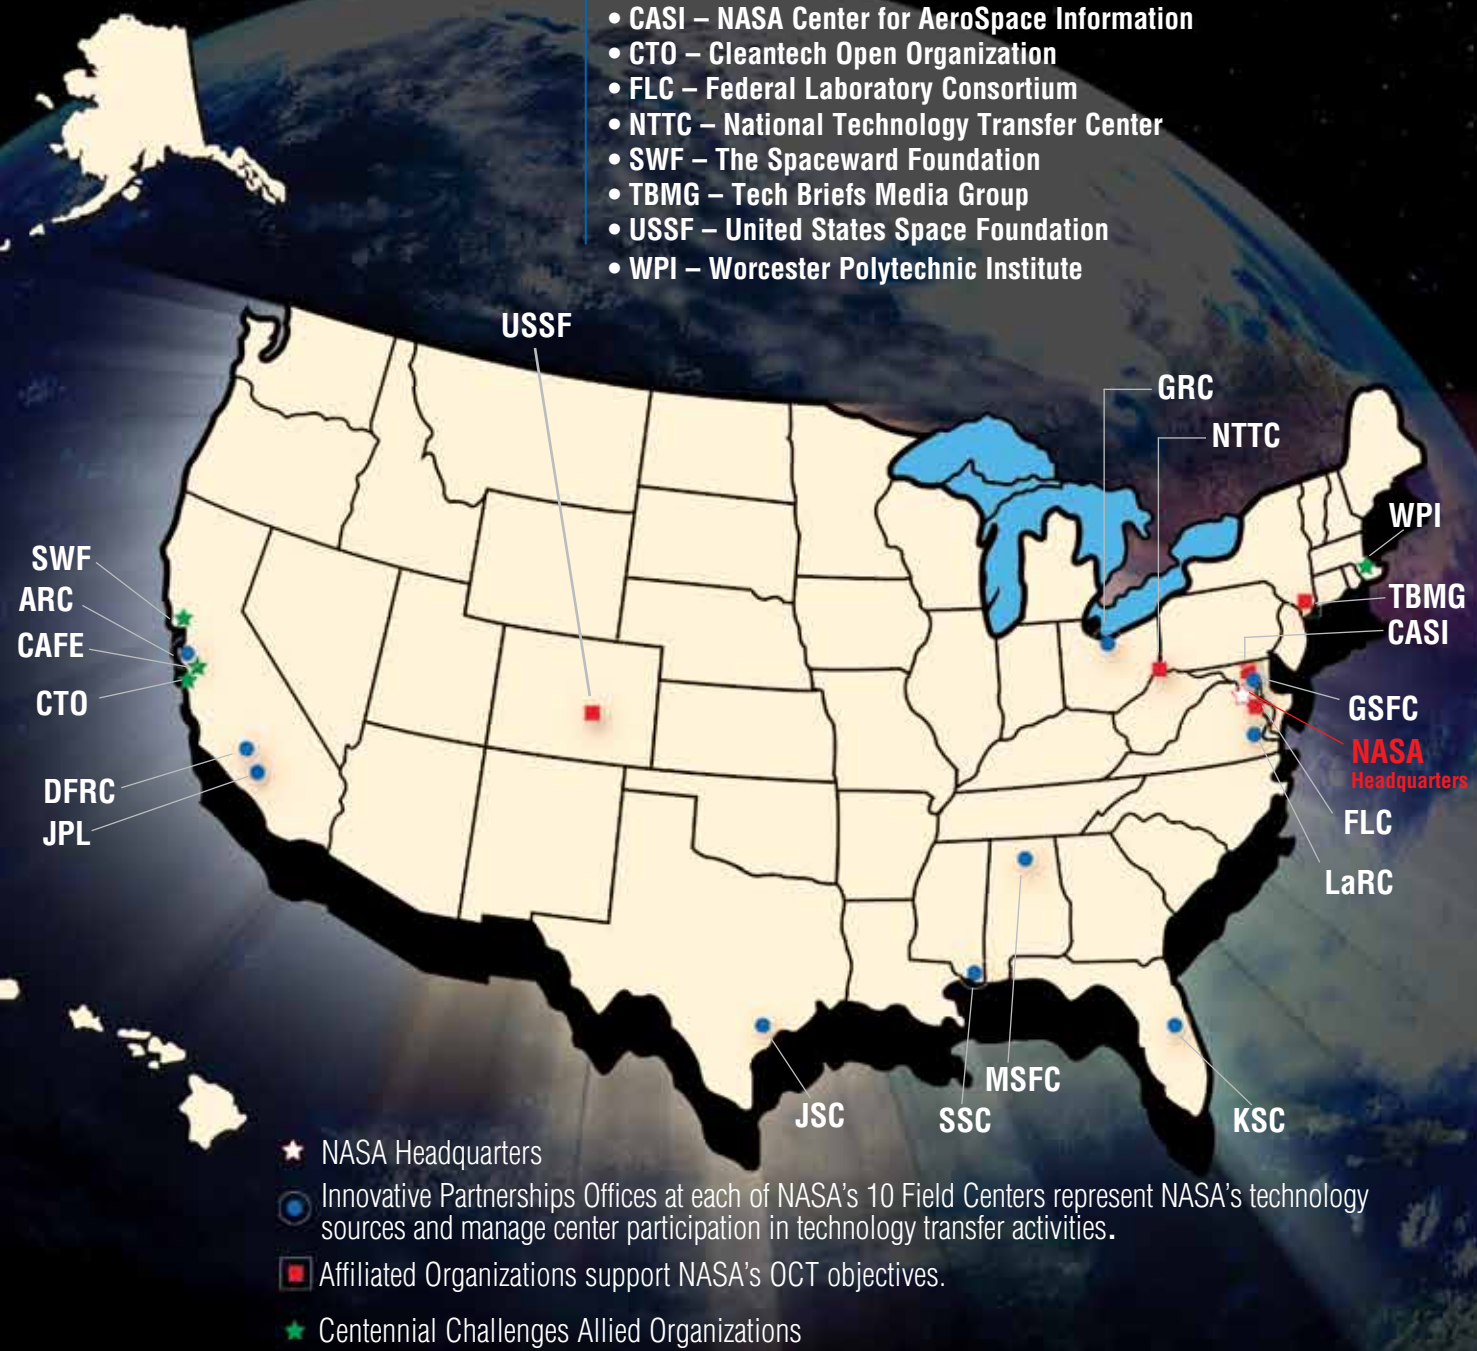 • CASI – NASA Center for AeroSpace Information
• CTO – Cleantech Open Organization
• FLC – Federal Laboratory Consortium
• NTTC – National Technology Transfer Center
• SWF – The Spaceward Foundation
• TBMG – Tech Briefs Media Group
• USSF – United States Space Foundation
• WPI – Worcester Polytechnic Institute
USSF
GRC
NTTC
WPI
SWF
ARC
CAFE
CTO
DFRC
JPL
TBMG
CASI
GSFC
NASA
Headquarters
FLC
LaRC
MSFC
JSC
SSC
KSC
NASA Headquarters
Innovative Partnerships Offices at each of NASA's 10 Field Centers represent NASA's technology
sources and manage center participation in technology transfer activities.
Affiliated Organizations support NASA's OCT objectives.
Centennial Challenges Allied Organizations